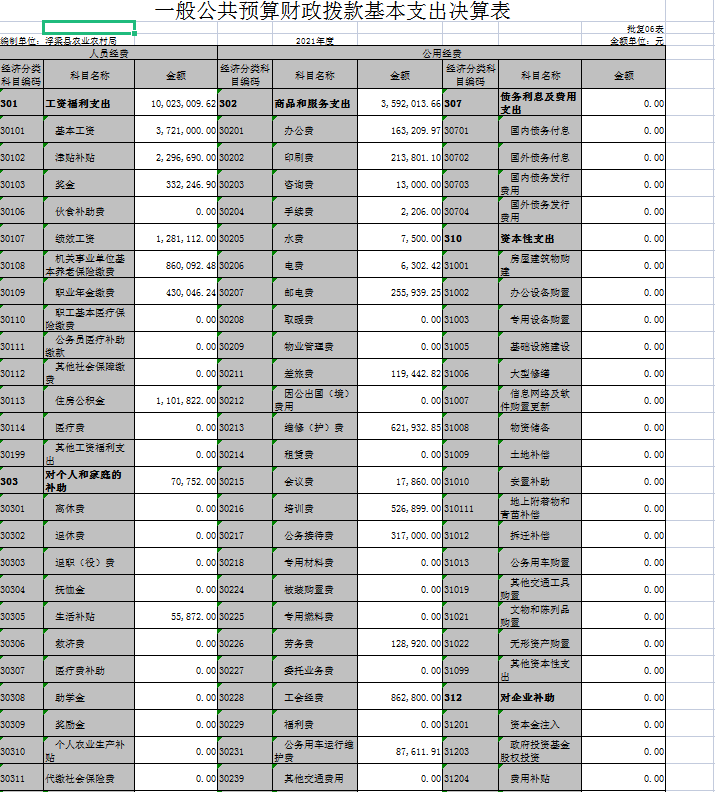 一般公共预算财政拨款基本支出决算表
批复06表
编制单位：浮梁县农业农村局 2021年度 金额单位：元
人员经费 公用经费
经济分类科目编码 科目名称 金额 经济分类科目编码 科目名称 金额 经济分类科目编码 科目名称 金额
301 工资福利支出 10,023,009.62 302 商品和服务支出 3,592,013.66 307 债务利息及费用支出 0.00
30101 基本工资 3,721,000.00 30201 办公费 163,209.97 30701 国内债务付息 0.00
30102 津贴补贴 2,296,690.00 30202 印刷费 213,801.10 30702 国外债务付息 0.00
30103 奖金 332,246.90 30203 咨询费 13,000.00 30703 国内债务发行费用 0.00
30106 伙食补助费 0.00 30204 手续费 2,206.00 30704 国外债务发行费用 0.00
30107 绩效工资 1,281,112.00 30205 水费 7,500.00 310 资本性支出 0.00
30108 机关事业单位基本养老保险缴费 860,092.48 30206 电费 6,302.42 31001 房屋建筑物购建 0.00
30109 职业年金缴费 430,046.24 30207 邮电费 255,939.25 31002 办公设备购置 0.00
30110 职工基本医疗保险缴费 0.00 30208 取暖费 0.00 31003 专用设备购置 0.00
30111 公务员医疗补助缴款 0.00 30209 物业管理费 0.00 31005 基础设施建设 0.00
30112 其他社会保障缴费 0.00 30211 差旅费 119,442.82 31006 大型修缮 0.00
30113 住房公积金 1,101,822.00 30212 因公出国（境）费用 0.00 31007 信息网络及软件购置更新 0.00
30114 医疗费 0.00 30213 维修（护）费 621,932.85 31008 物资储备 0.00
30199 其他工资福利支出 0.00 30214 租赁费 0.00 31009 土地补偿 0.00
303 对个人和家庭的补助 70,752.00 30215 会议费 17,860.00 31010 安置补助 0.00
30301 离休费 0.00 30216 培训费 526,899.00 310111 地上附着物和青苗补偿 0.00
30302 退休费 0.00 30217 公务接待费 317,000.00 31012 拆迁补偿 0.00
30303 退职（役）费 0.00 30218 专用材料费 0.00 31013 公务用车购置 0.00
30304 抚恤金 0.00 30224 被装购置费 0.00 31019 其他交通工具购置 0.00
30305 生活补贴 55,872.00 30225 专用燃料费 0.00 31021 文物和陈列品购置 0.00
30306 救济费 0.00 30226 劳务费 128,920.00 31022 无形资产购置 0.00
30307 医疗费补助 0.00 30227 委托业务费 0.00 31099 其他资本性支出 0.00
30308 助学金 0.00 30228 工会经费 862,800.00 312 对企业补助 0.00
30309 奖励金 0.00 30229 福利费 0.00 31201 资本金注入 0.00
30310 个人农业生产补贴 0.00 30231 公务用车运行维护费 87,611.91 31203 政府投资基金股权投资 0.00
30311 代缴社会保险费 0.00 30239 其他交通费用 0.00 31204 费用补贴 0.00